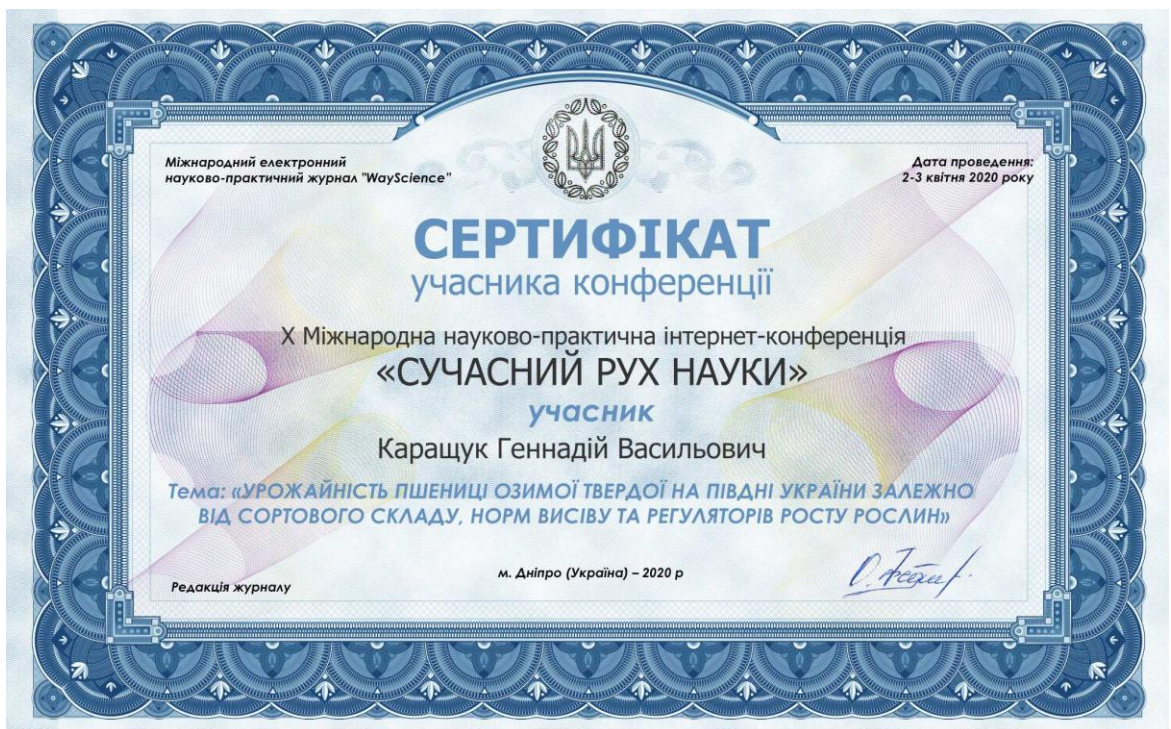 Міжнародний електронний
науково-практичний журнал "WayScience"
Дата проведення:
2-3 квітня 2020 року
СЕРТИФІКАТ
учасника конференції
X Міжнародна науково-практична інтернет-конференція
«СУЧАСНИЙ РУХ НАУКИ»
учасник
Каращук Геннадій Васильович
Тема: «УРОЖАЙНІСТЬ ПШЕНИЦІ ОЗИМОЇ ТВЕРДОЇ НА ПІВДНІ УКРАЇНИ ЗАЛЕЖНО
ВІД СОРТОВОГО СКЛАДУ, НОРМ ВИСІВУ ТА РЕГУЛЯТОРІВ РОСТУ РОСЛИН»
м. Дніпро (Україна) – 2020 р
Редакція журналу